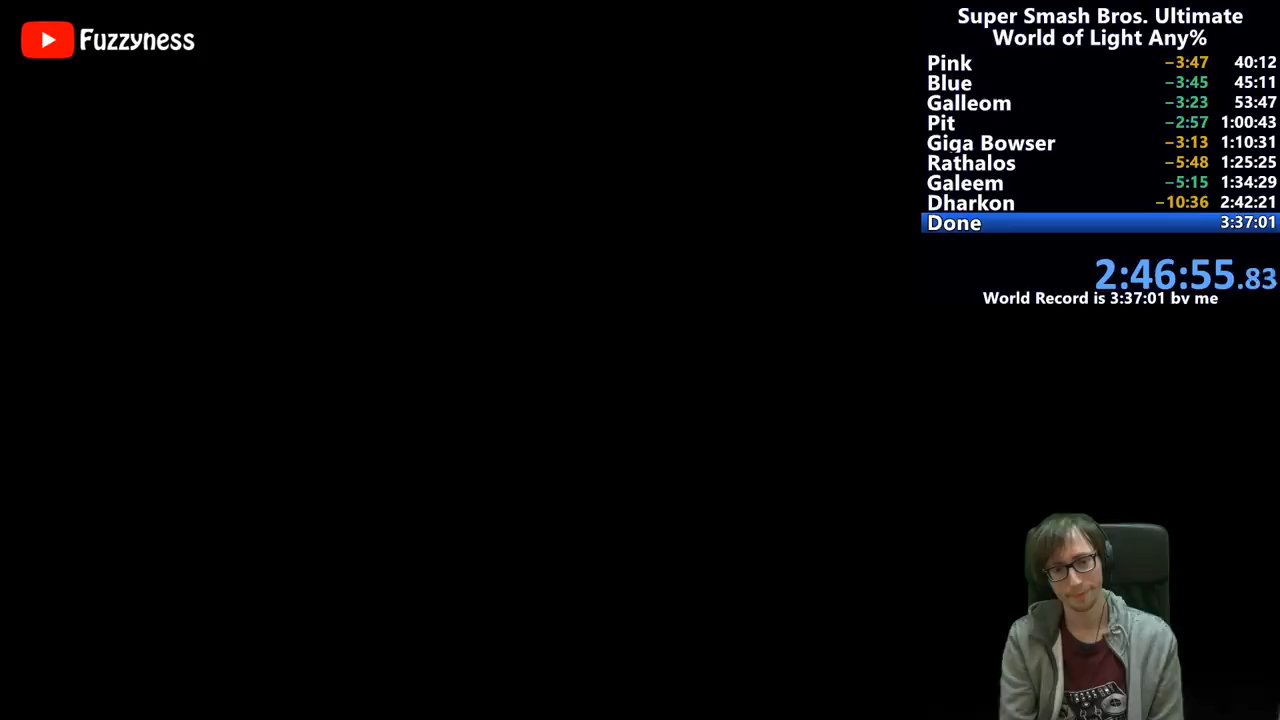 Fuzzyness
Super Smash Bros. Ultimate
World of Light Any%
Pink −3:47 40:12
Blue −3:45 45:11
Galleom −3:23 53:47
Pit −2:57 1:00:43
Giga Bowser −3:13 1:10:31
Rathalos −5:48 1:25:25
Galeem −5:15 1:34:29
Dharkon −10:36 2:42:21
Done 3:37:01
2:46:55.83
World Record is 3:37:01 by me